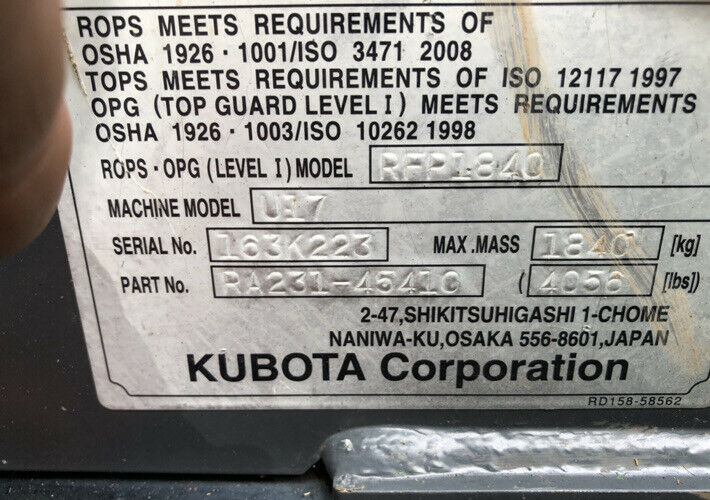 ROPS MEETS REQUIREMENTS OF
OSHA 1926・1001/ISO 3471 2008
TOPS MEETS REQUIREMENTS OF ISO 12117 1997
OPG (TOP GUARD LEVEL I) MEETS REQUIREMENTS
OSHA 1926・1003/ISO 10262 1998
ROPS・OPG (LEVEL I) MODEL RFP1840
MACHINE MODEL U17
SERIAL No. 163K223 MAX.MASS 1840 [kg]
PART No. RA231-45410 (4056 [lbs])
2-47,SHIKITSUHIGASHI 1-CHOME
NANIWA-KU,OSAKA 556-8601,JAPAN
KUBOTA Corporation
RD158-58562